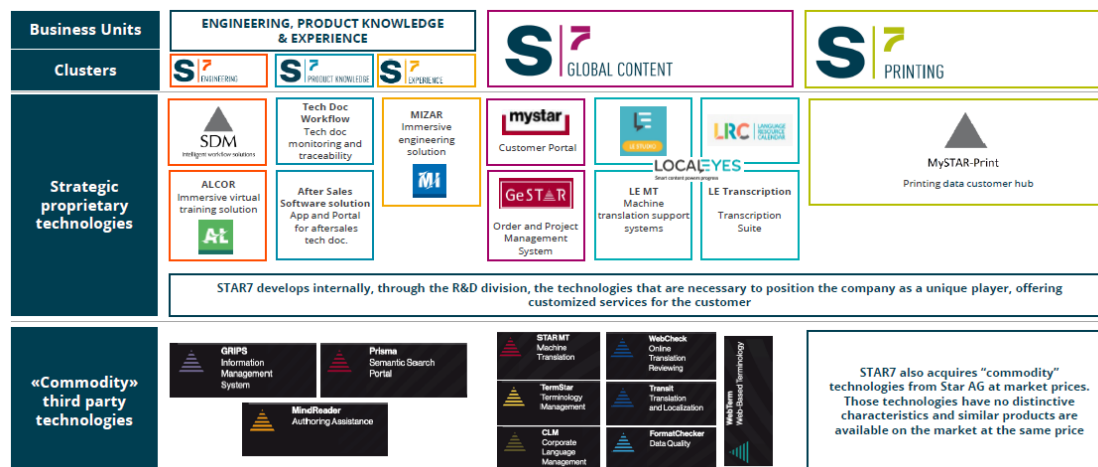 Business Units
ENGINEERING, PRODUCT KNOWLEDGE
& EXPERIENCE
S7 GLOBAL CONTENT
S7 PRINTING
Clusters
S7 ENGINEERING
S7 PRODUCT KNOWLEDGE
S7 EXPERIENCE
Strategic
proprietary
technologies
SDM
intelligent workflow solutions
Tech Doc
Workflow
Tech doc
monitoring and
traceability
MIZAR
Immersive
engineering
solution
MI
mystar
Customer Portal
LE
LE STUDIO
LRC LANGUAGE
RESOURCE
CALENDAR
LOCALEYES
Smart content powers progress
MySTAR-Print
Printing data customer hub
ALCOR
Immersive virtual
training solution
AL
After Sales
Software solution
App and Portal
for aftersales
tech doc.
GeSTAR
Order and Project
Management
System
LE MT
Machine
translation support
systems
LE Transcription
Transcription
Suite
STAR7 develops internally, through the R&D division, the technologies that are necessary to position the company as a unique player, offering
customized services for the customer
«Commodity»
third party
technologies
GRIPS
Information
Management
System
Prisma
Semantic Search
Portal
MindReader
Authoring Assistance
STAR MT
Machine
Translation
WebCheck
Online
Translation
Reviewing
TermStar
Terminology
Management
Transit
Translation
and Localization
CLM
Corporate
Language
Management
FormatChecker
Data Quality
WebTerm
Web-Based Terminology
STAR7 also acquires “commodity”
technologies from Star AG at market prices.
Those technologies have no distinctive
characteristics and similar products are
available on the market at the same price